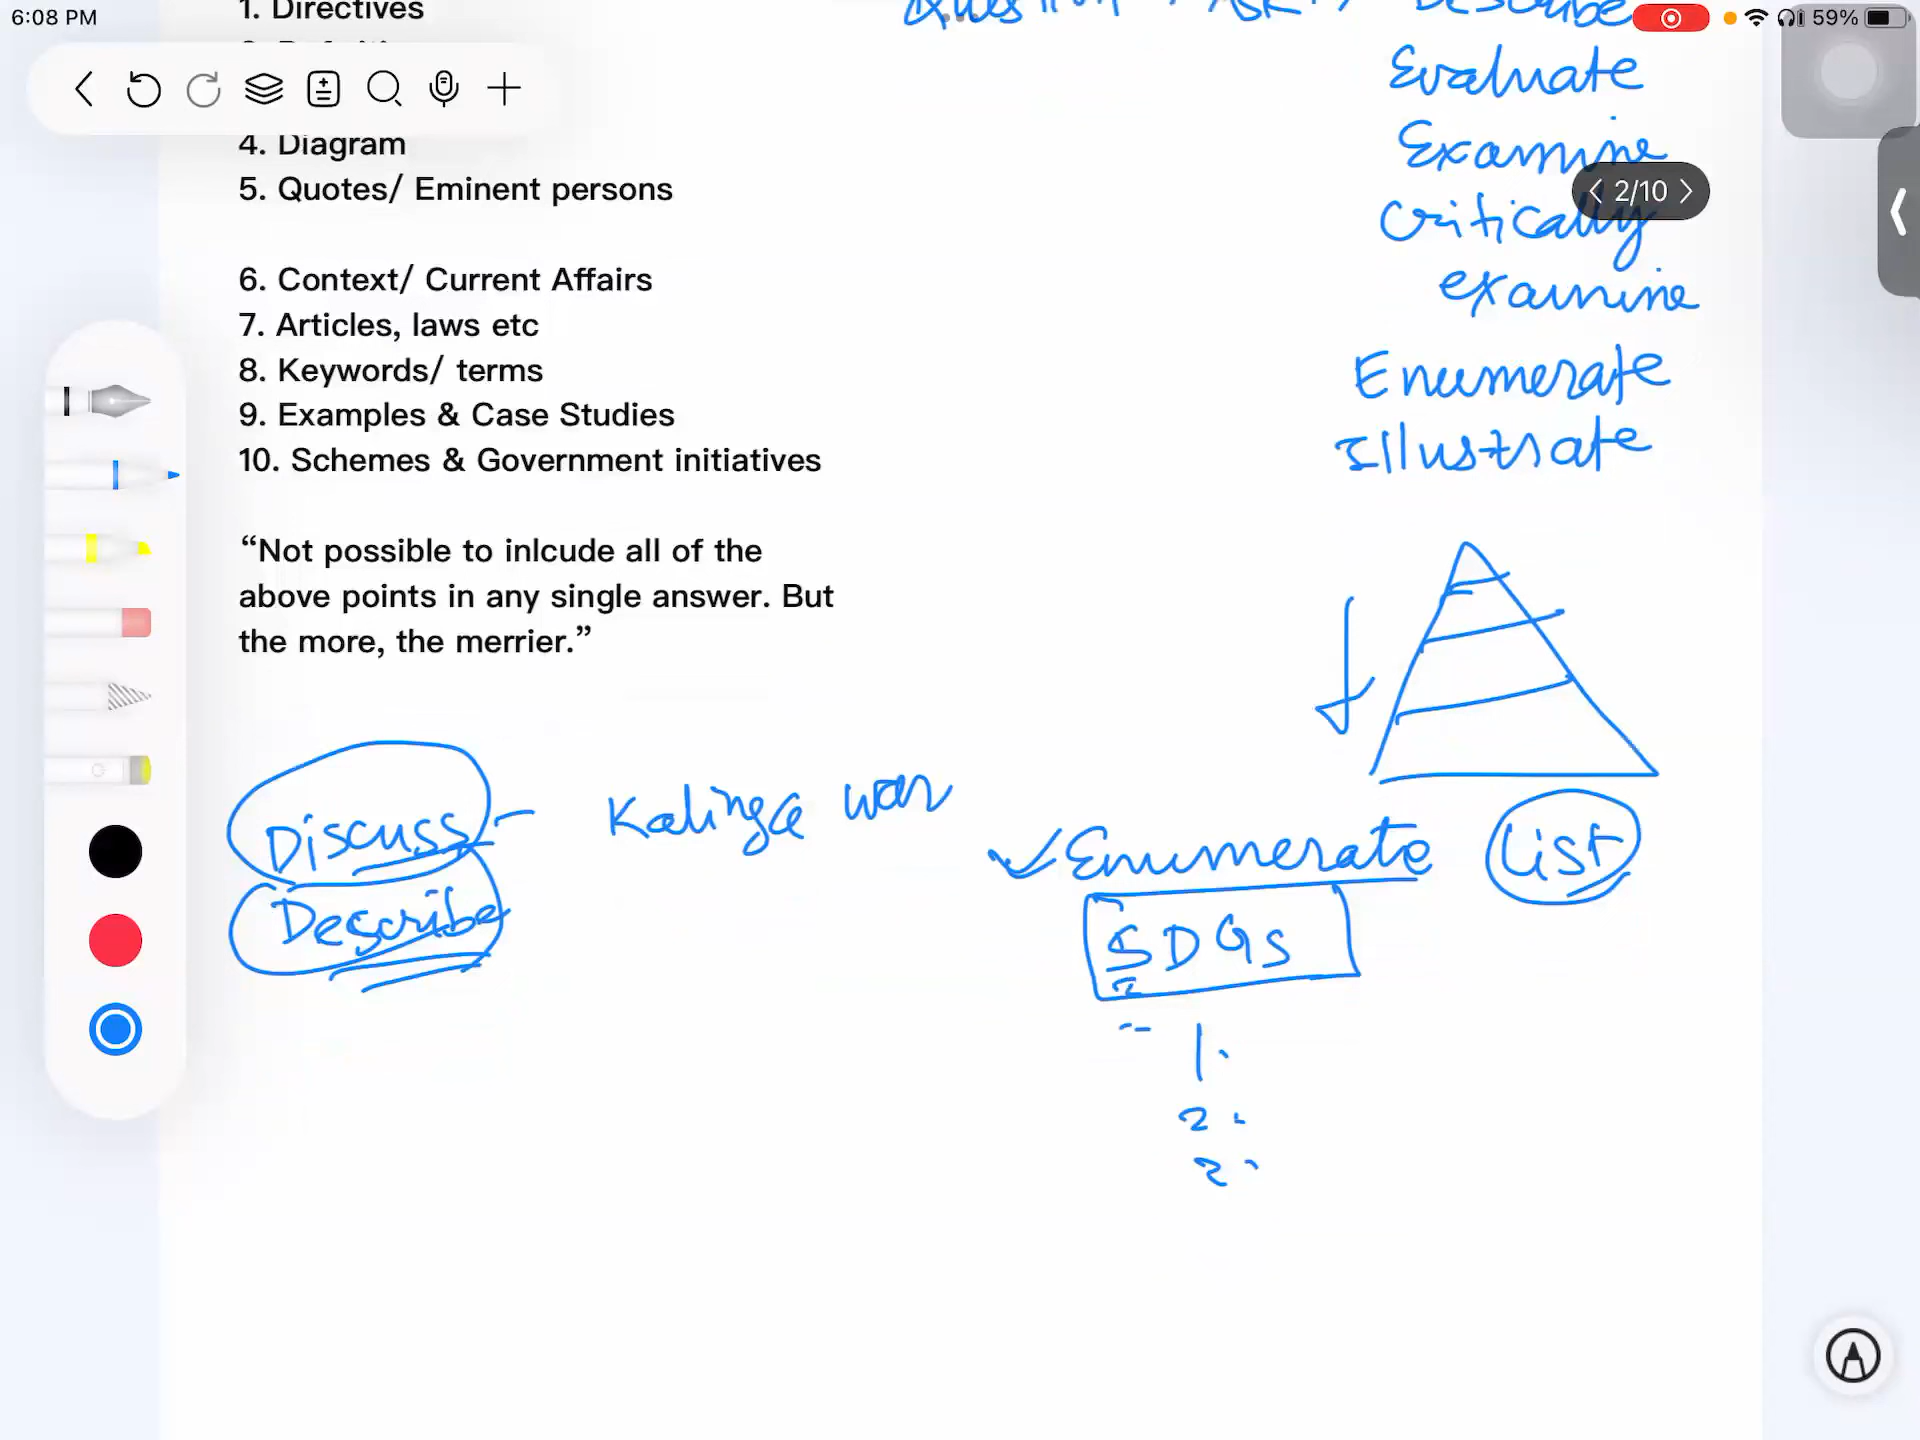 6:08 PM
59%
1. Directives
Describe
Evaluate
4. Diagram
Examine
5. Quotes/ Eminent persons
2/10
Critically
6. Context/ Current Affairs
examine
7. Articles, laws etc
8. Keywords/ terms
Enumerate
9. Examples & Case Studies
10. Schemes & Government initiatives
Illustrate
“Not possible to inlcude all of the
above points in any single answer. But
the more, the merrier.”
Discuss - Kalinga war
Describe
Enumerate List
SDGs
1.
2.